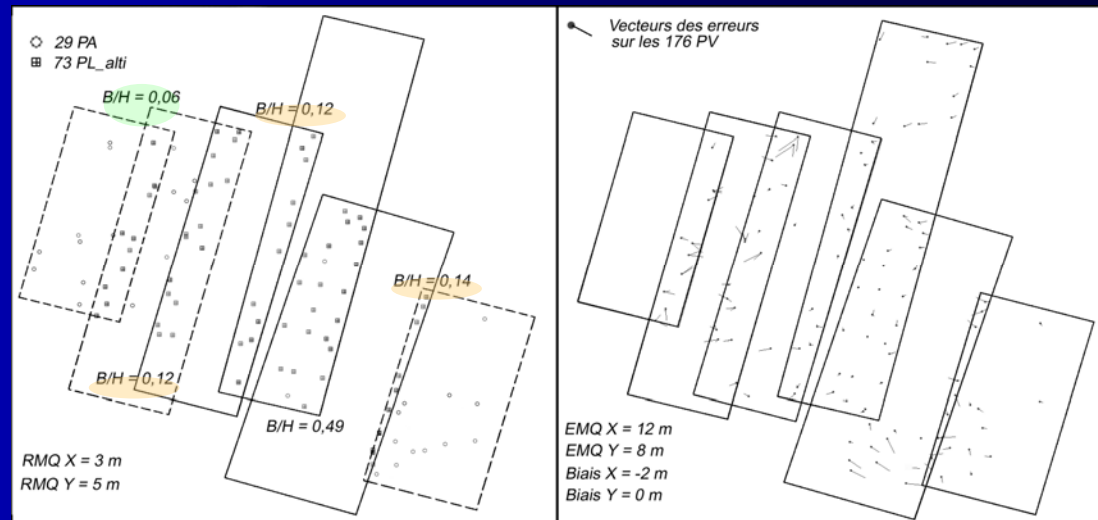 29 PA
73 PL_alti
B/H = 0,06
B/H = 0,12
B/H = 0,14
B/H = 0,12
B/H = 0,49
RMQ X = 3 m
RMQ Y = 5 m
Vecteurs des erreurs
sur les 176 PV
EMQ X = 12 m
EMQ Y = 8 m
Biais X = -2 m
Biais Y = 0 m